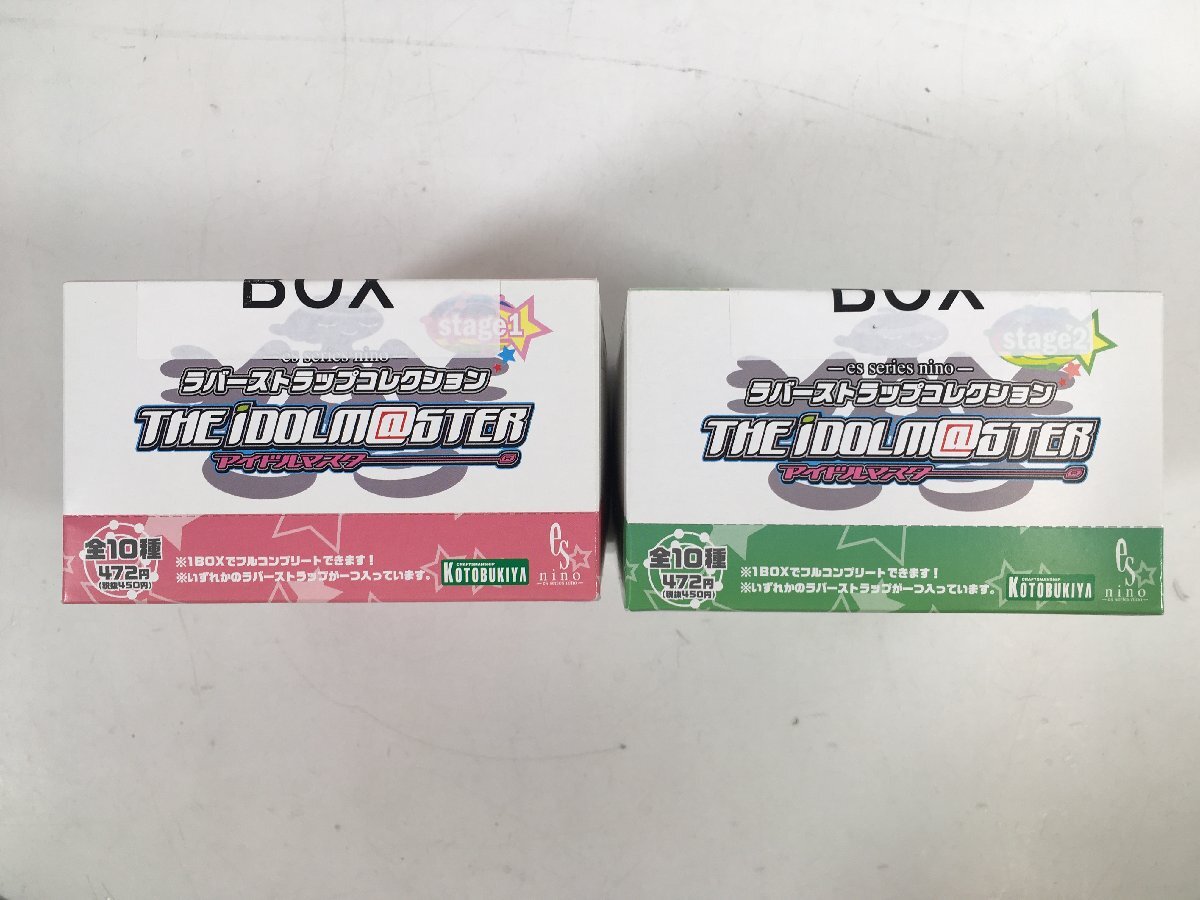 BOX
stage1
— es series nino —
ラバーストラップコレクション
THE iDOLM@STER
アイドルマスター
全10種
472円
(税抜450円)
※1BOXでフルコンプリートできます!
※いずれかのラバーストラップが一つ入っています。
CRAFTSMANSHIP
KOTOBUKIYA
es
nino
— es series nino —
BOX
stage2
— es series nino —
ラバーストラップコレクション
THE iDOLM@STER
アイドルマスター
全10種
472円
(税抜450円)
※1BOXでフルコンプリートできます!
※いずれかのラバーストラップが一つ入っています。
CRAFTSMANSHIP
KOTOBUKIYA
es
nino
— es series nino —